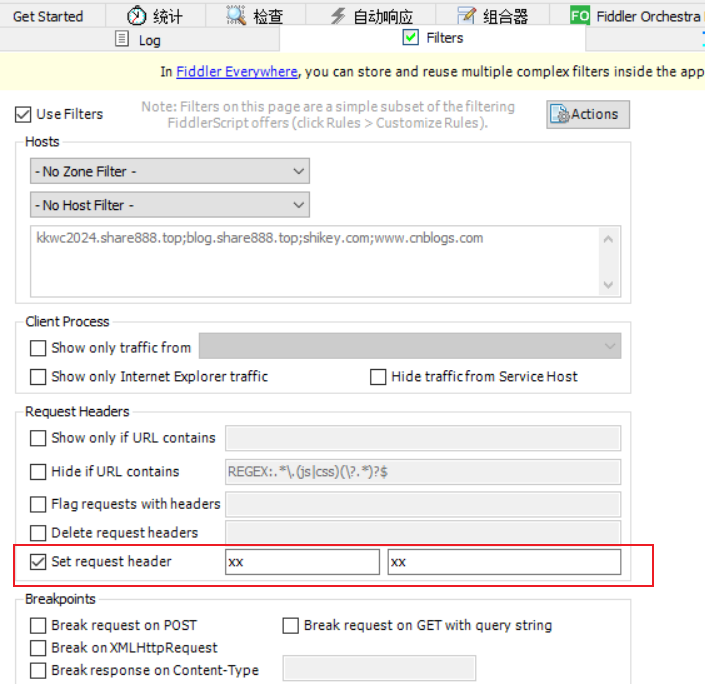 Get Started 统计 检查 自动响应 组合器 FO Fiddler Orchestra
Log Filters
In Fiddler Everywhere, you can store and reuse multiple complex filters inside the app
Use Filters
Note: Filters on this page are a simple subset of the filtering
FiddlerScript offers (click Rules > Customize Rules).
Actions
Hosts
- No Zone Filter -
- No Host Filter -
kkwc2024.share888.top;blog.share888.top;shikey.com;www.cnblogs.com
Client Process
Show only traffic from
Show only Internet Explorer traffic Hide traffic from Service Host
Request Headers
Show only if URL contains
Hide if URL contains REGEX:.*\.(js|css)(\?.*)?$
Flag requests with headers
Delete request headers
Set request header xx xx
Breakpoints
Break request on POST Break request on GET with query string
Break on XMLHttpRequest
Break response on Content-Type